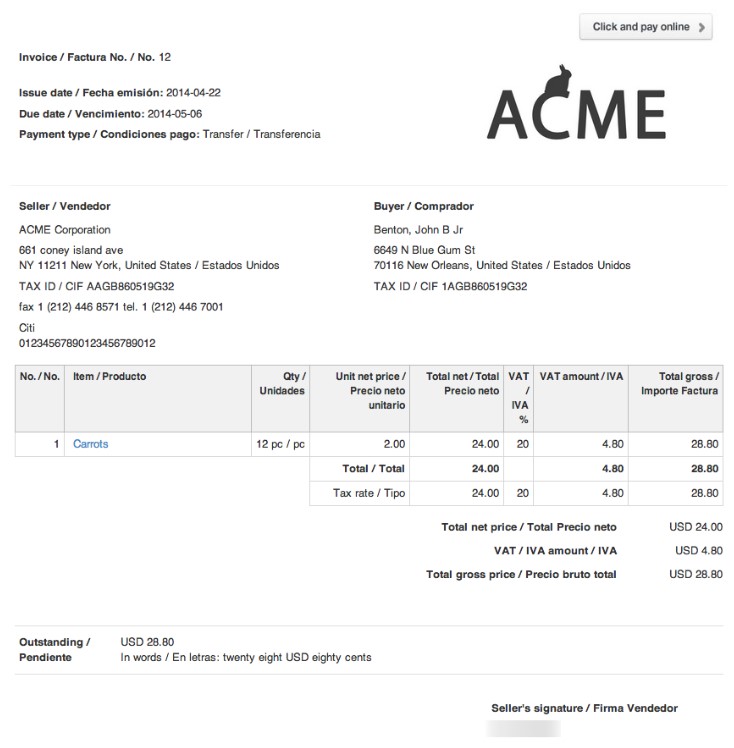 Click and pay online
Invoice / Factura No. / No. 12
Issue date / Fecha emisión: 2014-04-22
Due date / Vencimiento: 2014-05-06
Payment type / Condiciones pago: Transfer / Transferencia
ACME
Seller / Vendedor
ACME Corporation
661 coney island ave
NY 11211 New York, United States / Estados Unidos
TAX ID / CIF AAGB860519G32
fax 1 (212) 446 8571 tel. 1 (212) 446 7001
Citi
01234567890123456789012
Buyer / Comprador
Benton, John B Jr
6649 N Blue Gum St
70116 New Orleans, United States / Estados Unidos
TAX ID / CIF 1AGB860519G32
No. / No. Item / Producto Qty / Unidades Unit net price / Precio neto unitario Total net / Total Precio neto VAT / IVA % VAT amount / IVA Total gross / Importe Factura
1 Carrots 12 pc / pc 2.00 24.00 20 4.80 28.80
Total / Total 24.00 4.80 28.80
Tax rate / Tipo 24.00 20 4.80 28.80
Total net price / Total Precio neto USD 24.00
VAT / IVA amount / IVA USD 4.80
Total gross price / Precio bruto total USD 28.80
Outstanding / Pendiente
USD 28.80
In words / En letras: twenty eight USD eighty cents
Seller's signature / Firma Vendedor